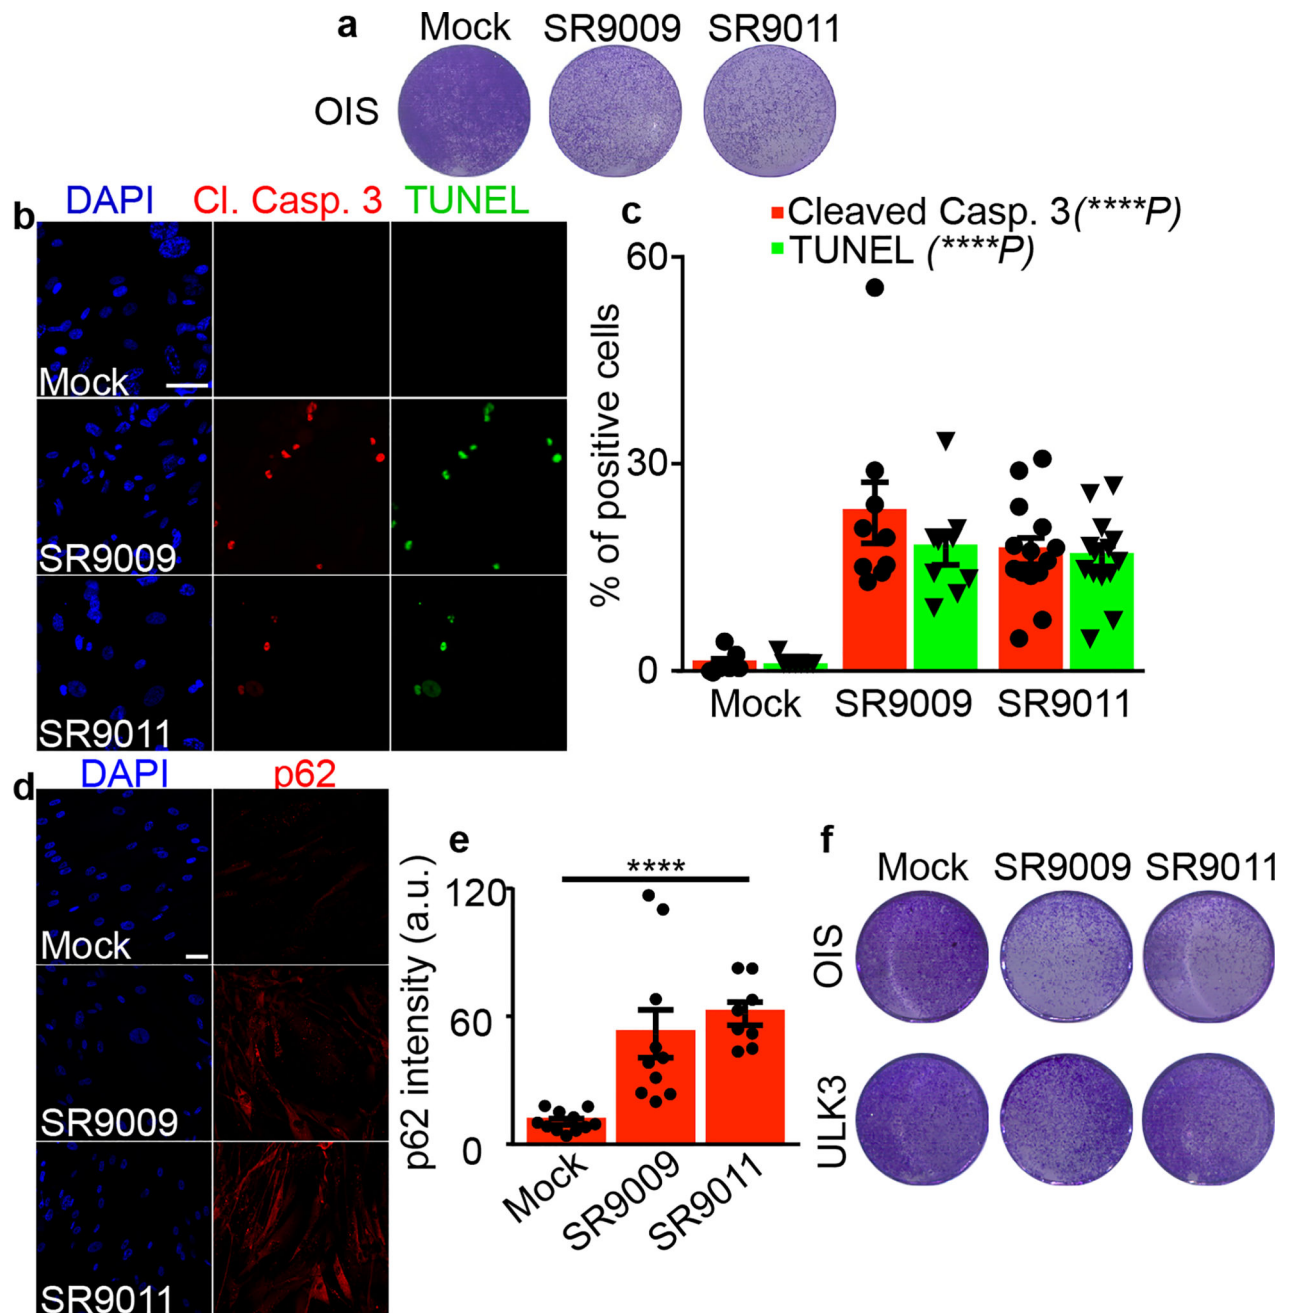 a Mock SR9009 SR9011
OIS
b DAPI Cl. Casp. 3 TUNEL
Mock
SR9009
SR9011
c
Cleaved Casp. 3(****P)
TUNEL (****P)
% of positive cells
60
30
0
Mock SR9009 SR9011
d DAPI p62
Mock
SR9009
SR9011
e
****
p62 intensity (a.u.)
120
60
0
Mock SR9009 SR9011
f
Mock SR9009 SR9011
OIS
ULK3